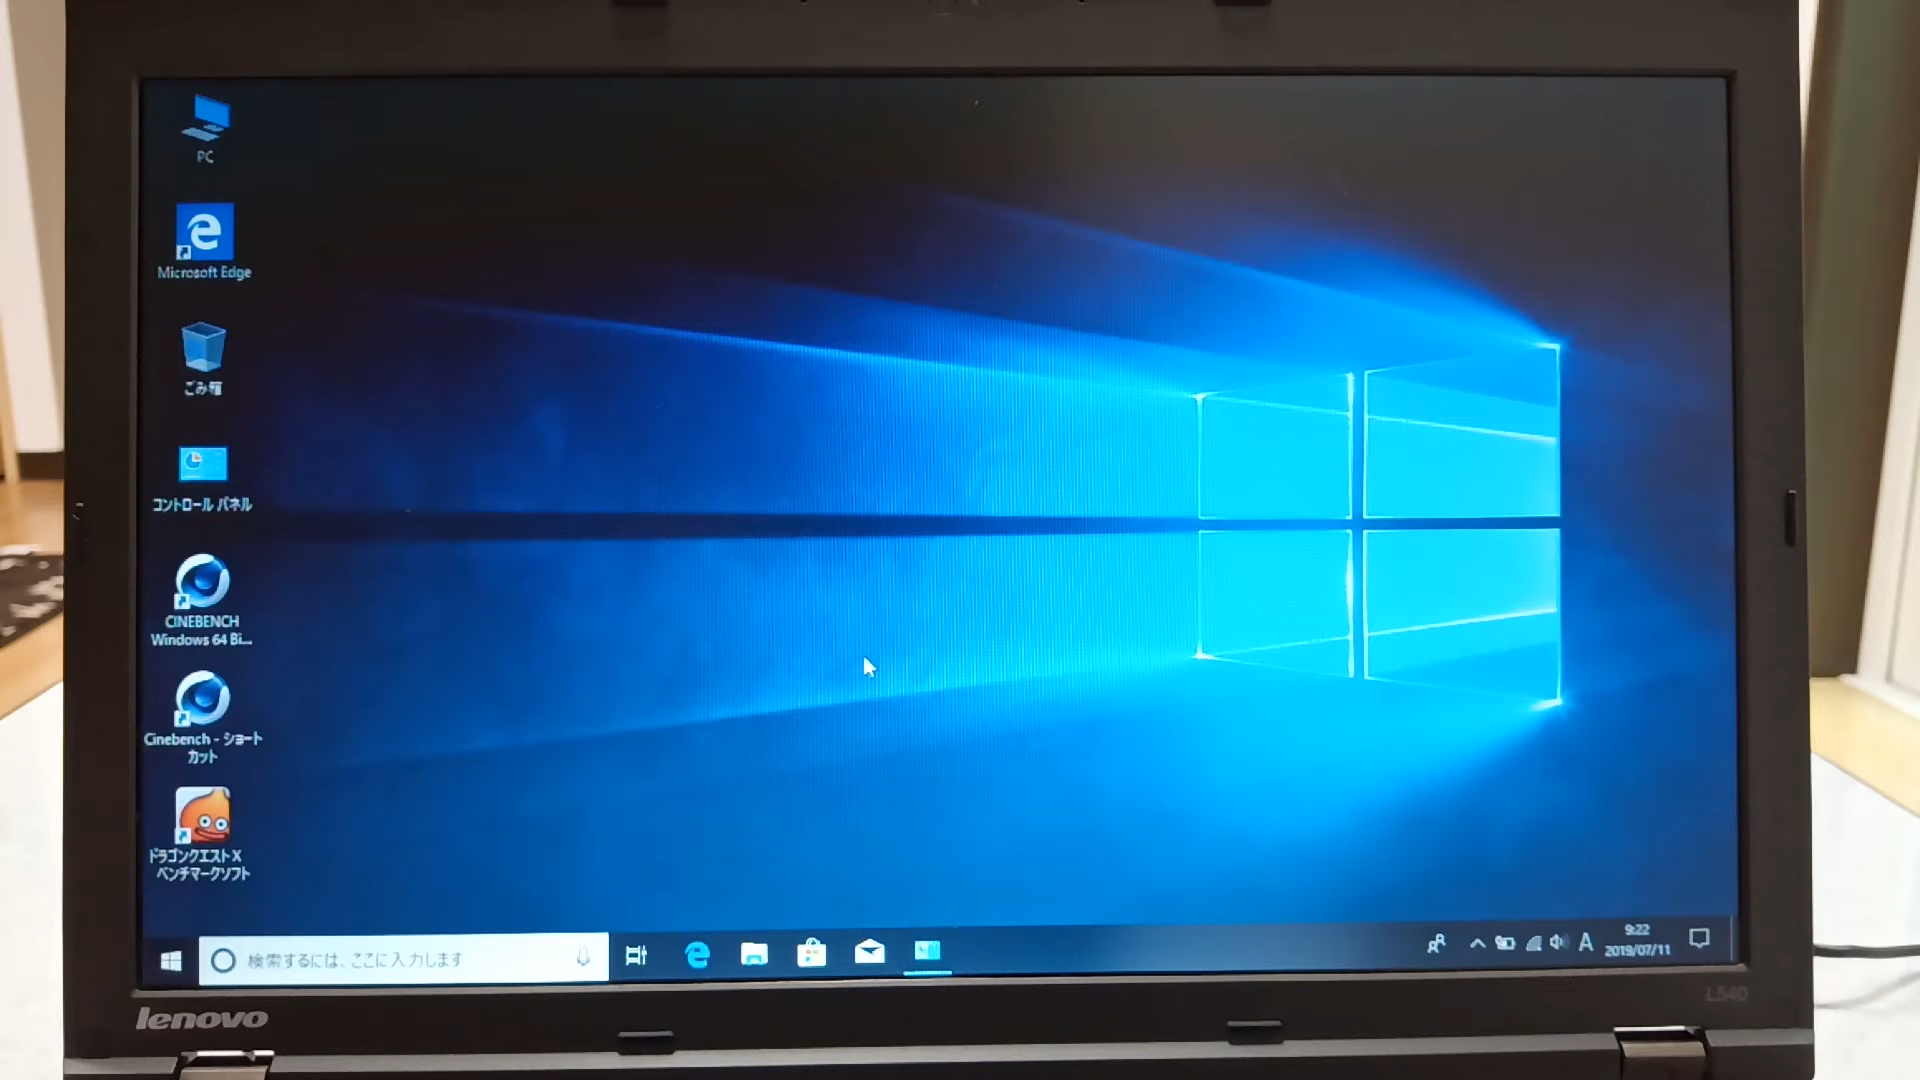 PC
Microsoft Edge
ごみ箱
コントロール パネル
CINEBENCH
Windows 64 Bi...
Cinebench - ショート
カット
ドラゴンクエストX
ベンチマークソフト
検索するには、ここに入力します
A
9:22
2019/07/11
lenovo
L540